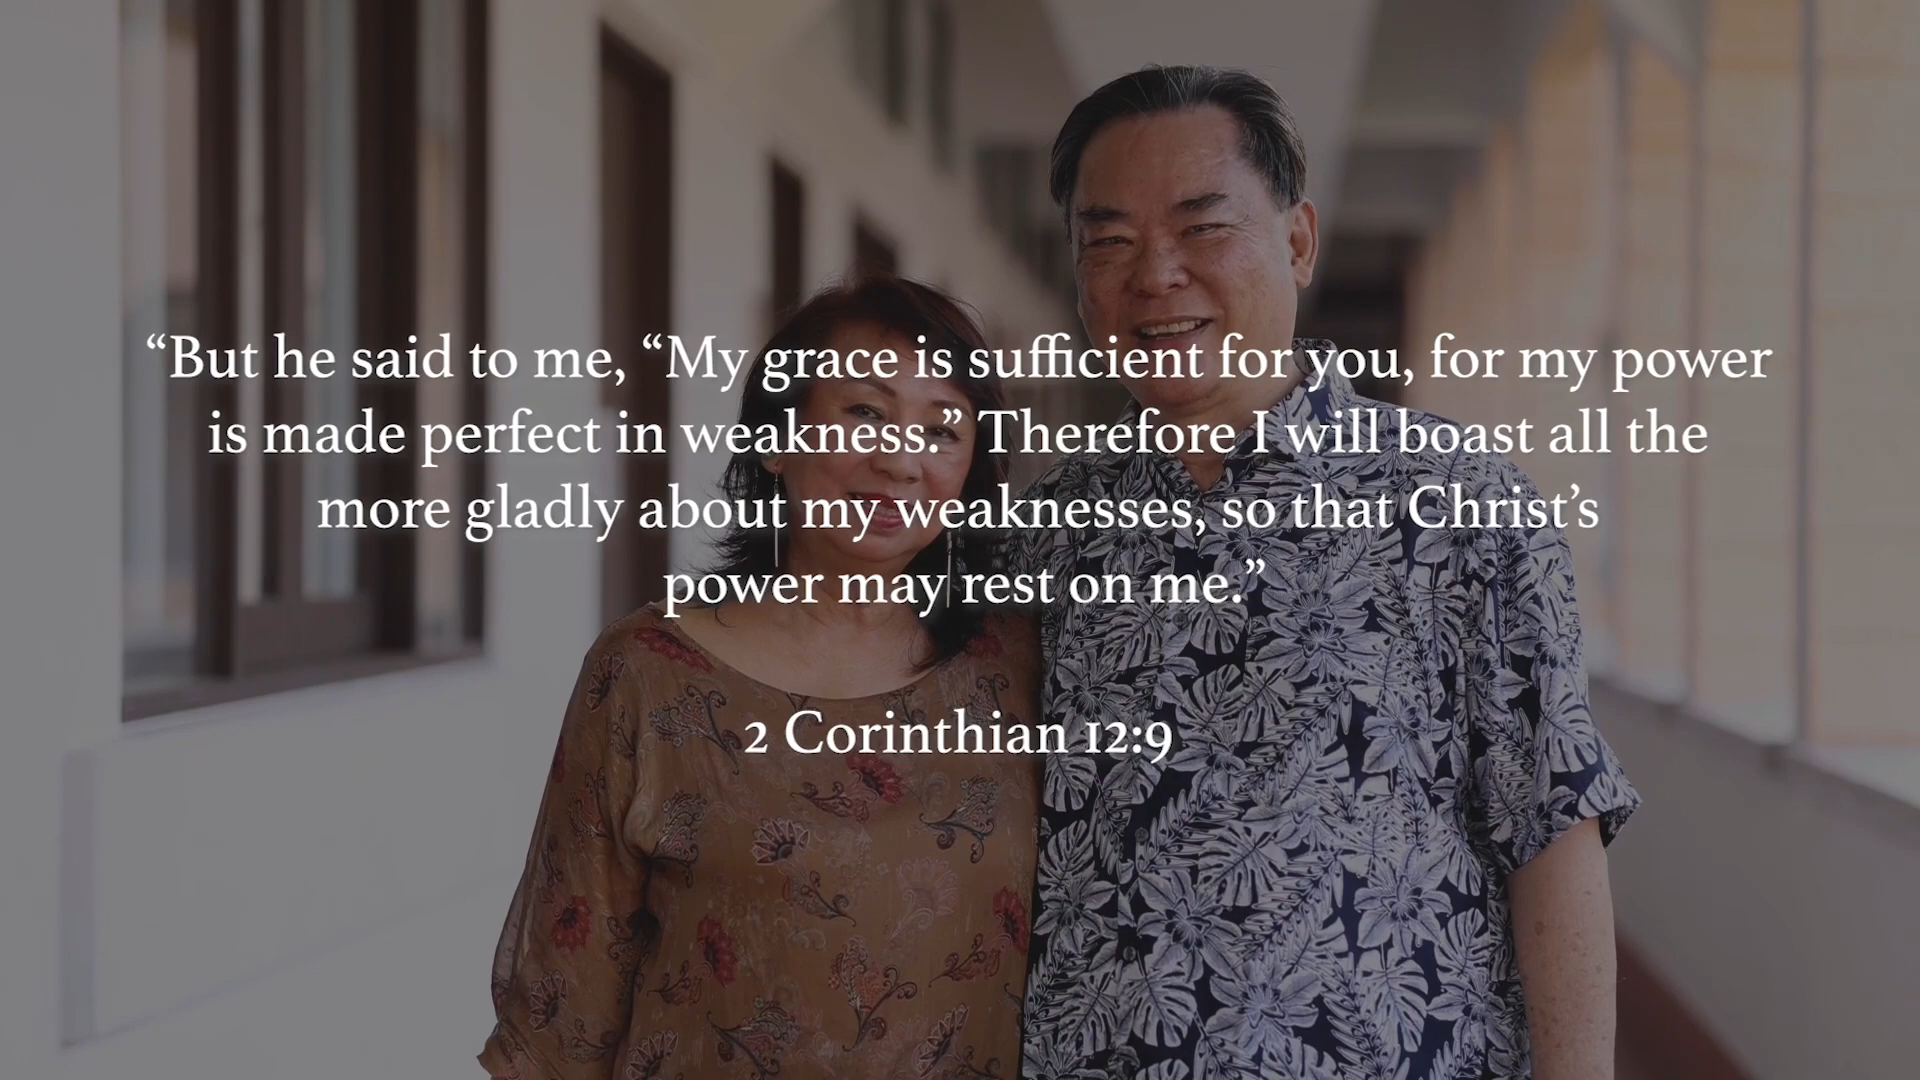 “But he said to me, “My grace is sufficient for you, for my power
is made perfect in weakness.” Therefore I will boast all the
more gladly about my weaknesses, so that Christ’s
power may rest on me.”
2 Corinthian 12:9